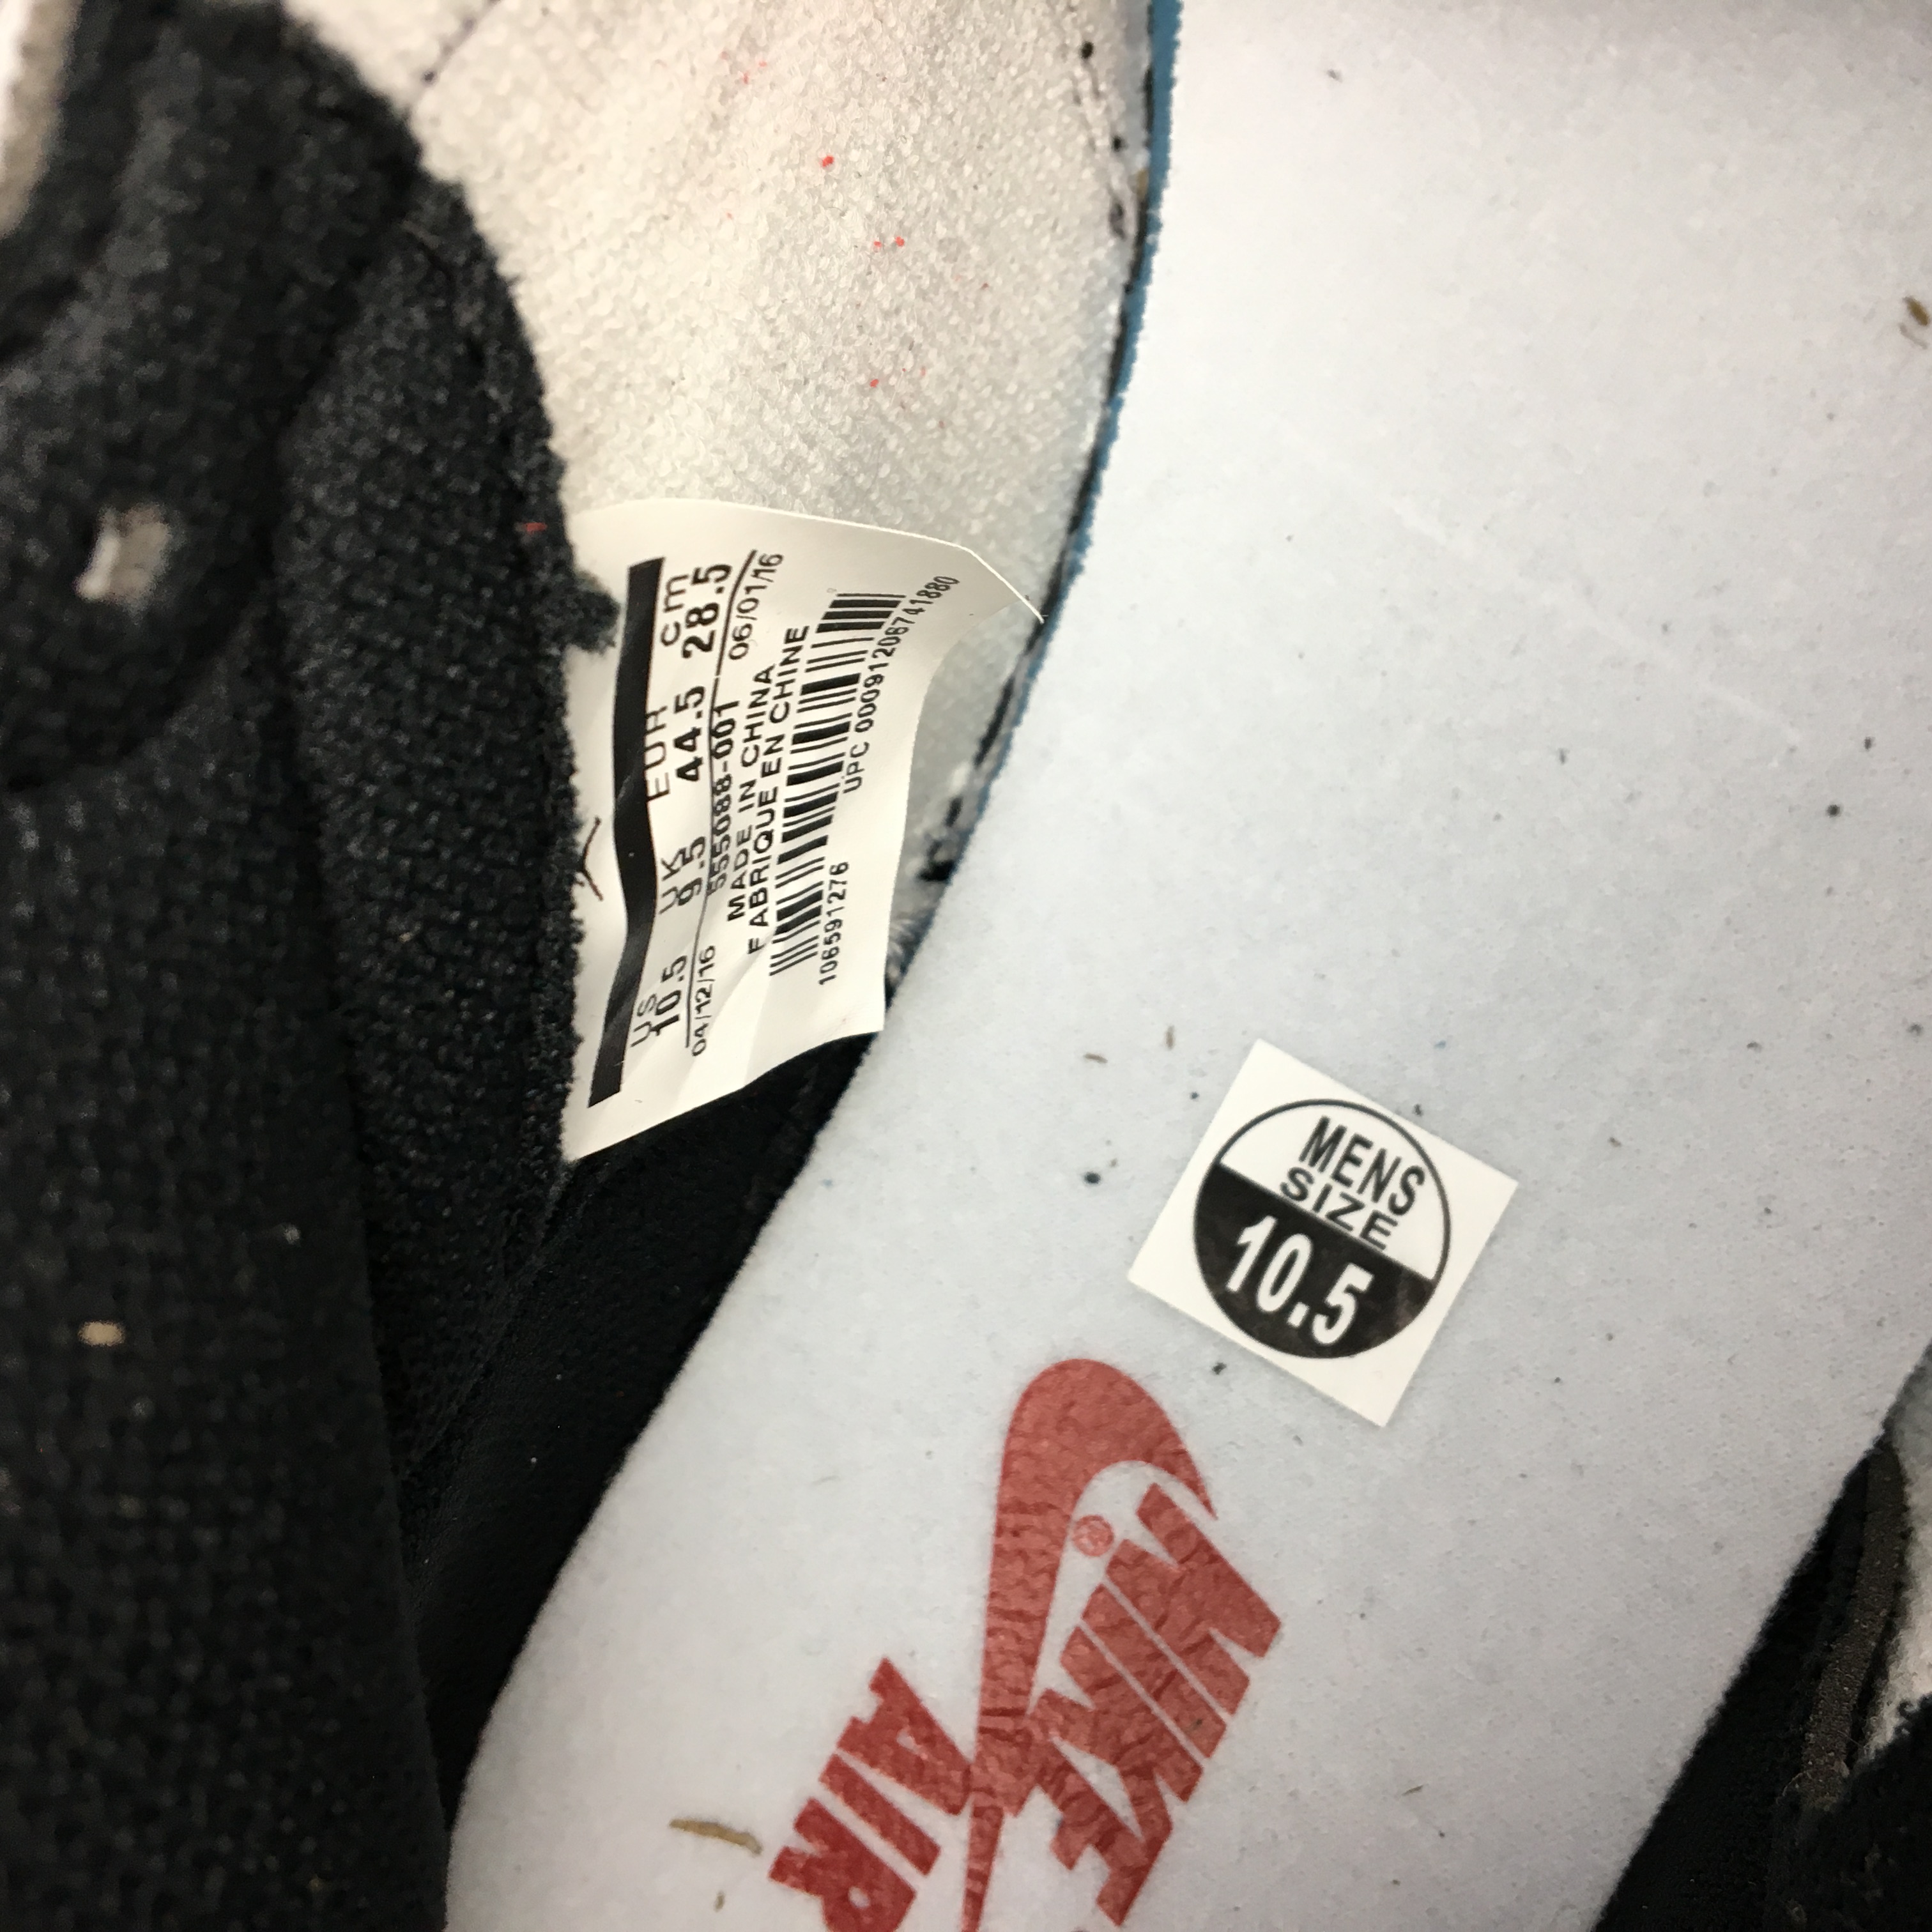 US UK EUR cm
10.5 9.5 44.5 28.5
04/12/16 555088-001 06/01/16
MADE IN CHINA
FABRIQUE EN CHINE
106591276 UPC 00091206741880
MENS
SIZE
10.5
NIKE ®
AIR